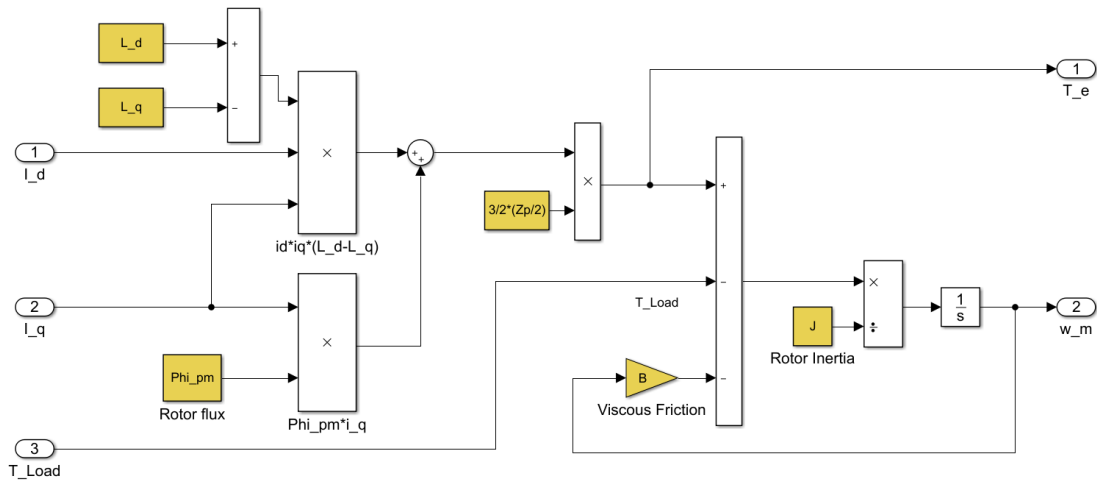 L_d
+
L_q
−
1
I_d
×
id*iq*(L_d-L_q)
+
+
3/2*(Zp/2)
×
1
T_e
2
I_q
Phi_pm
Rotor flux
×
Phi_pm*i_q
3
T_Load
+
−
−
T_Load
B
Viscous Friction
J
Rotor Inertia
×
÷
1
s
2
w_m